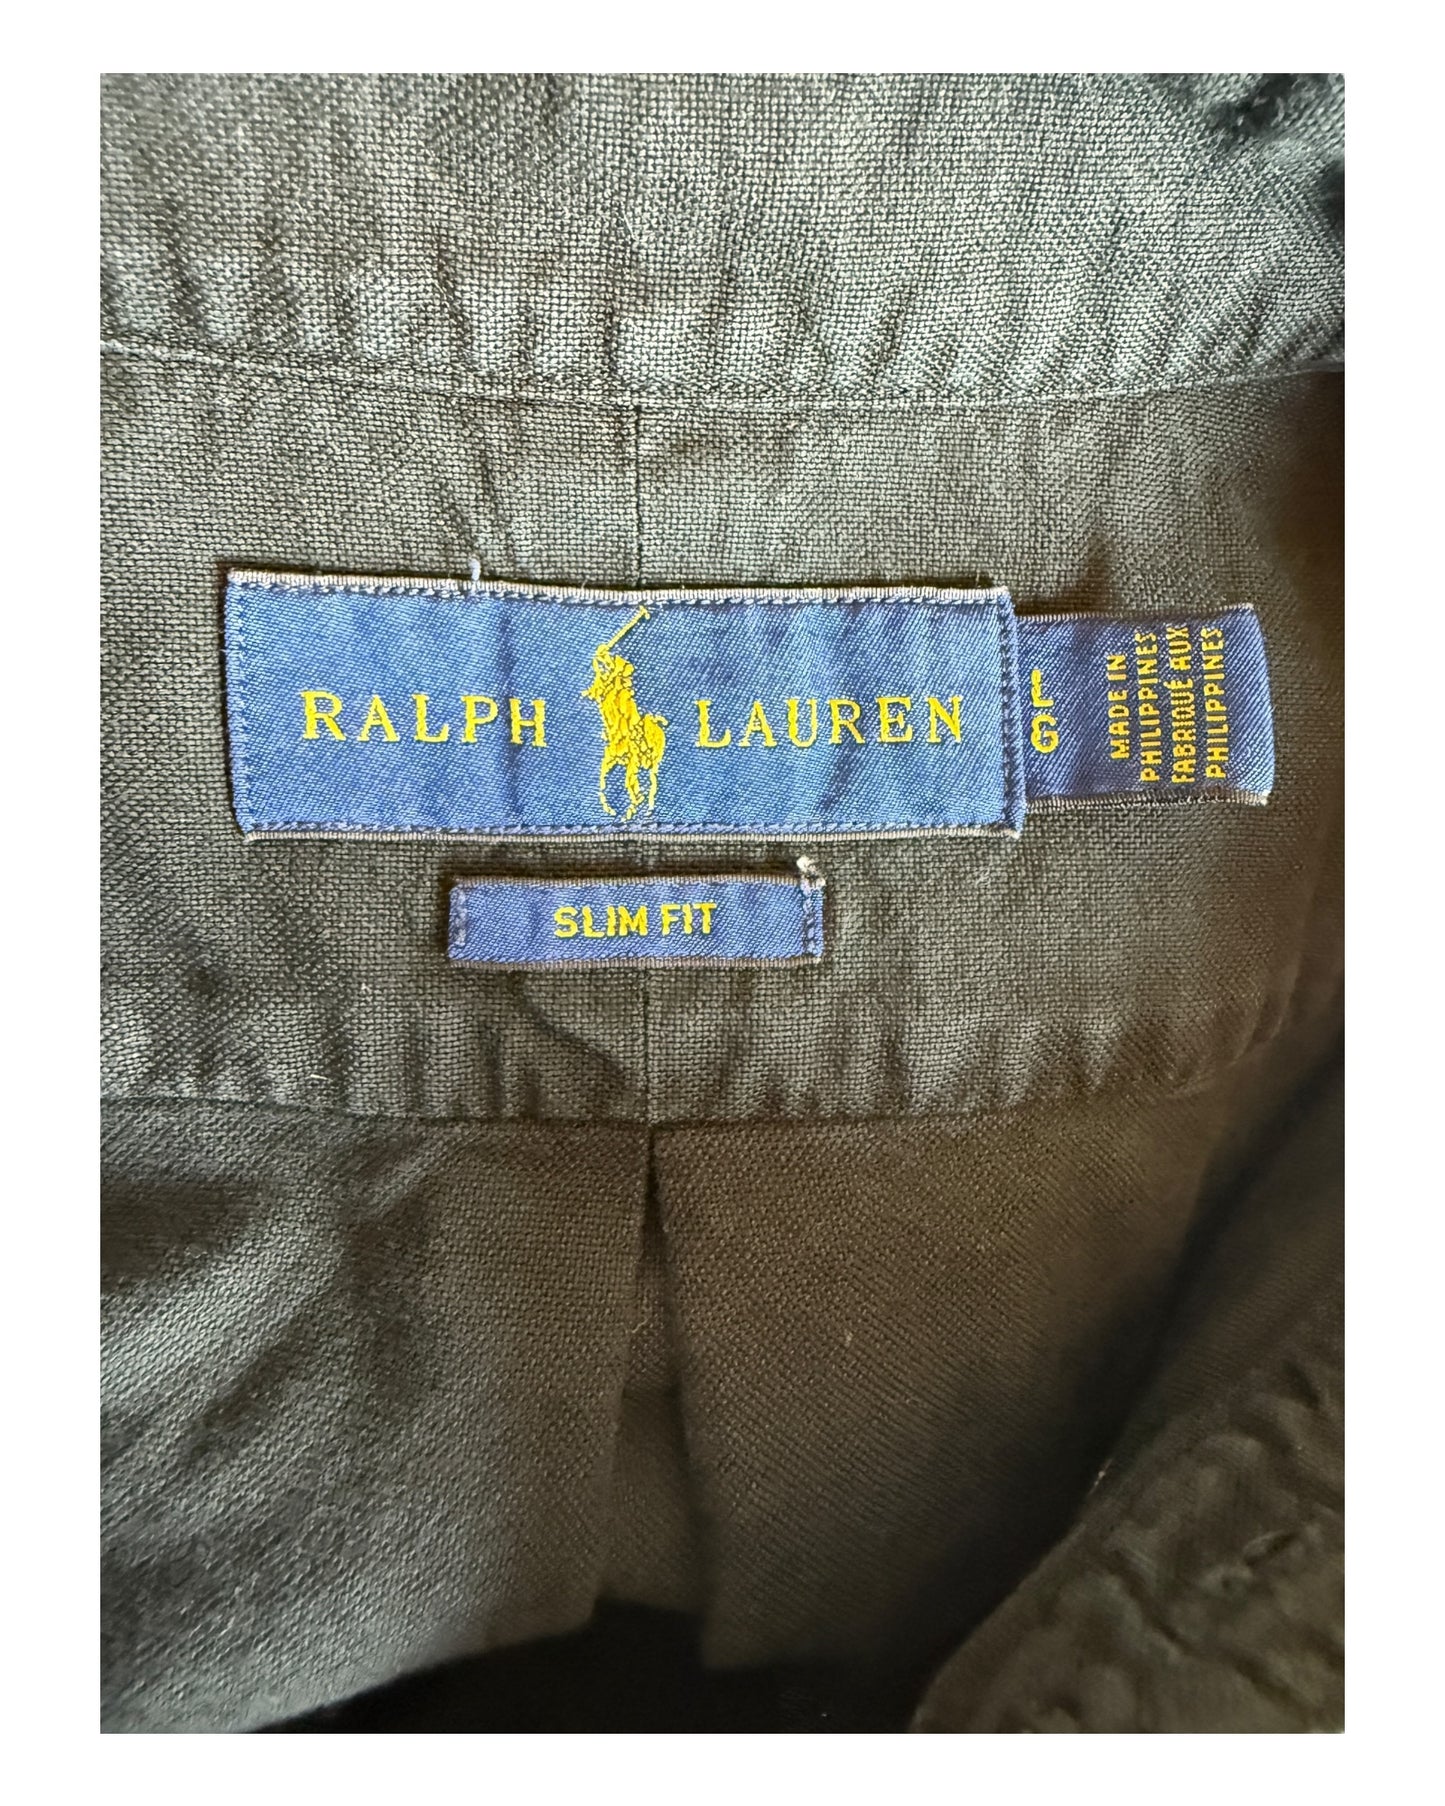 RALPH LAUREN
L
G
MADE IN
PHILIPPINES
FABRIQUÉ AUX
PHILIPPINES
SLIM FIT